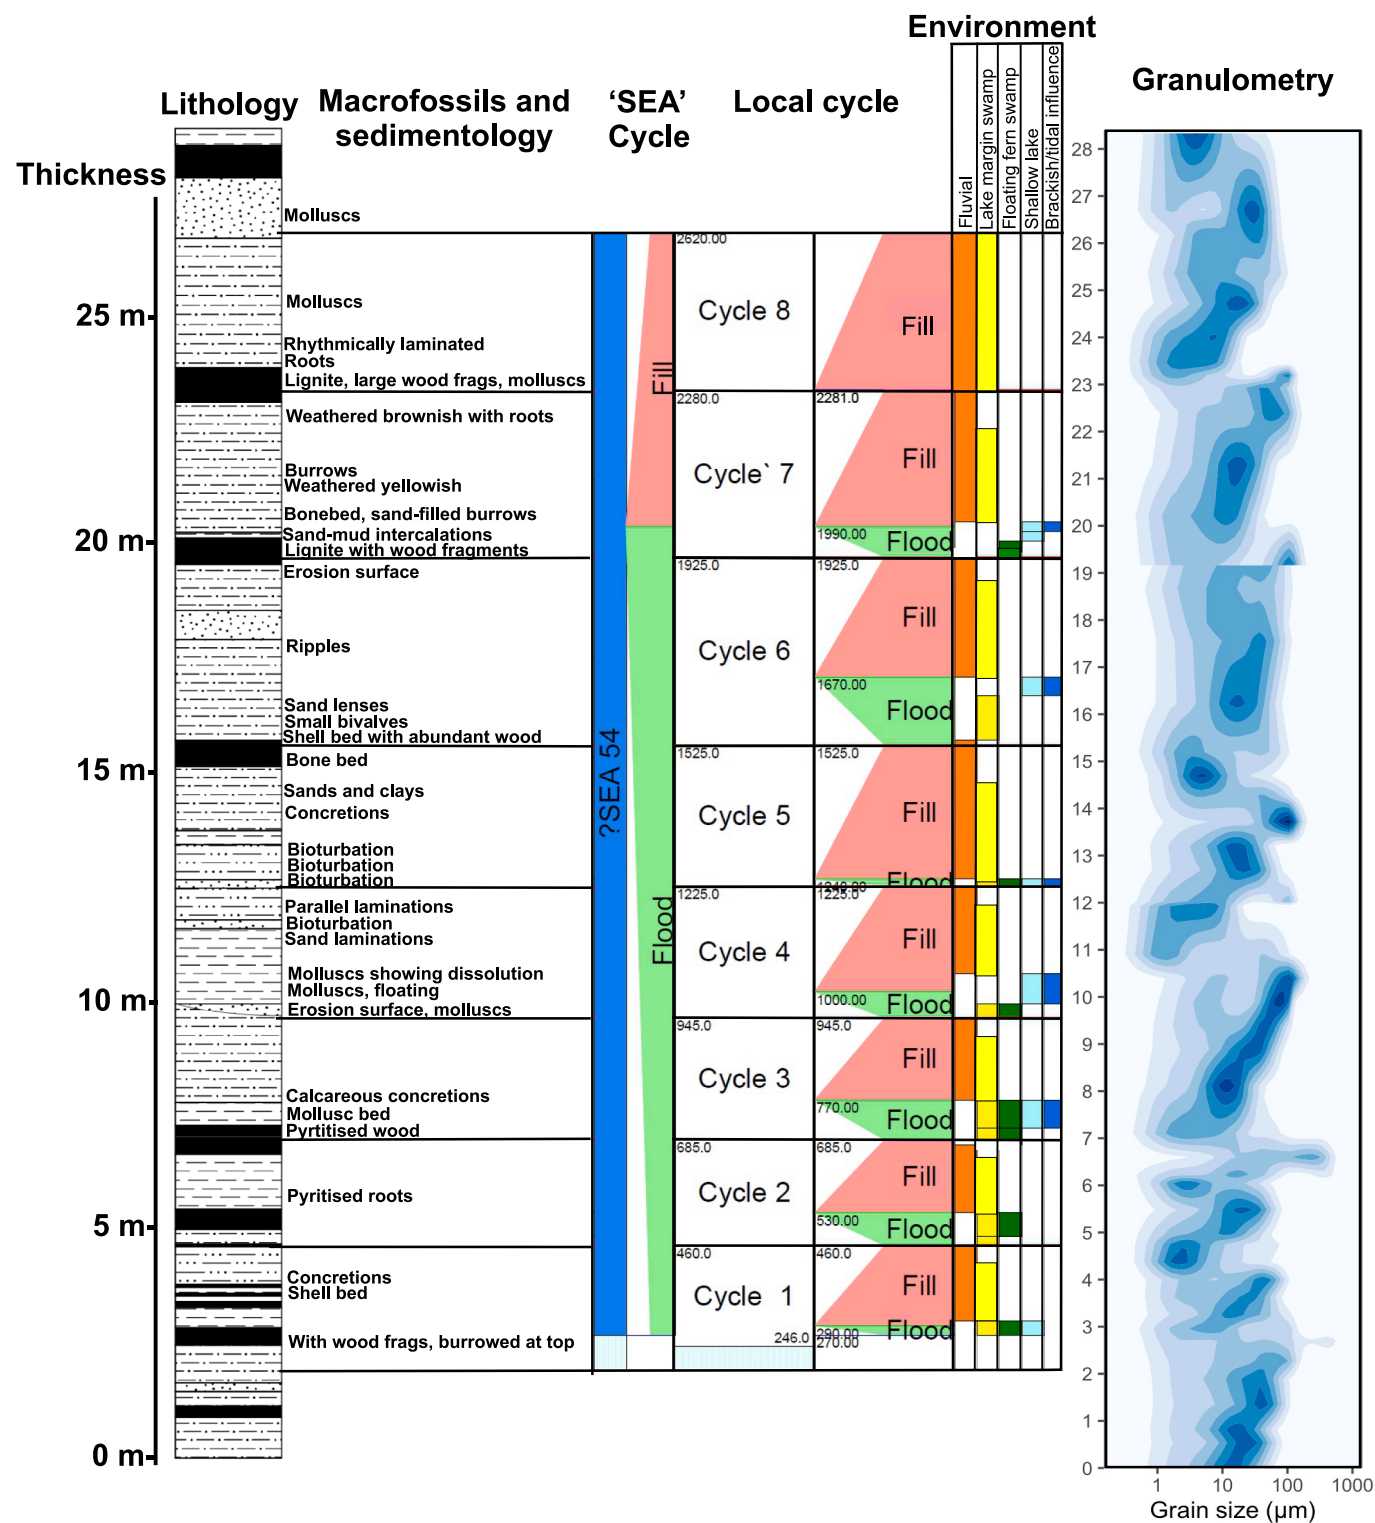 Environment
Granulometry
Lithology
Macrofossils and
sedimentology
‘SEA’
Cycle
Local cycle
Thickness
Fluvial
Lake margin swamp
Floating fern swamp
Shallow lake
Brackish/tidal influence
25 m
20 m
15 m
10 m
5 m
0 m
Molluscs
Molluscs
Rhythmically laminated
Roots
Lignite, large wood frags, molluscs
Weathered brownish with roots
Burrows
Weathered yellowish
Bonebed, sand-filled burrows
Sand-mud intercalations
Lignite with wood fragments
Erosion surface
Ripples
Sand lenses
Small bivalves
Shell bed with abundant wood
Bone bed
Sands and clays
Concretions
Bioturbation
Bioturbation
Bioturbation
Parallel laminations
Bioturbation
Sand laminations
Molluscs showing dissolution
Molluscs, floating
Erosion surface, molluscs
Calcareous concretions
Mollusc bed
Pyrtitised wood
Pyritised roots
Concretions
Shell bed
With wood frags, burrowed at top
?SEA 54
Fill
Flood
2620.00
Cycle 8
Fill
2280.0
2281.0
Cycle` 7
Fill
1990.00
Flood
1925.0
1925.0
Cycle 6
Fill
1670.00
Flood
1525.0
1525.0
Cycle 5
Fill
Flood
1240.00
1225.0
1225.0
Cycle 4
Fill
1000.00
Flood
945.0
945.0
Cycle 3
Fill
770.00
Flood
685.0
685.0
Cycle 2
Fill
530.00
Flood
460.0
460.0
Cycle 1
Fill
290.00
Flood
246.0
270.00
28
27
26
25
24
23
22
21
20
19
18
17
16
15
14
13
12
11
10
9
8
7
6
5
4
3
2
1
0
1 10 100 1000
Grain size (µm)